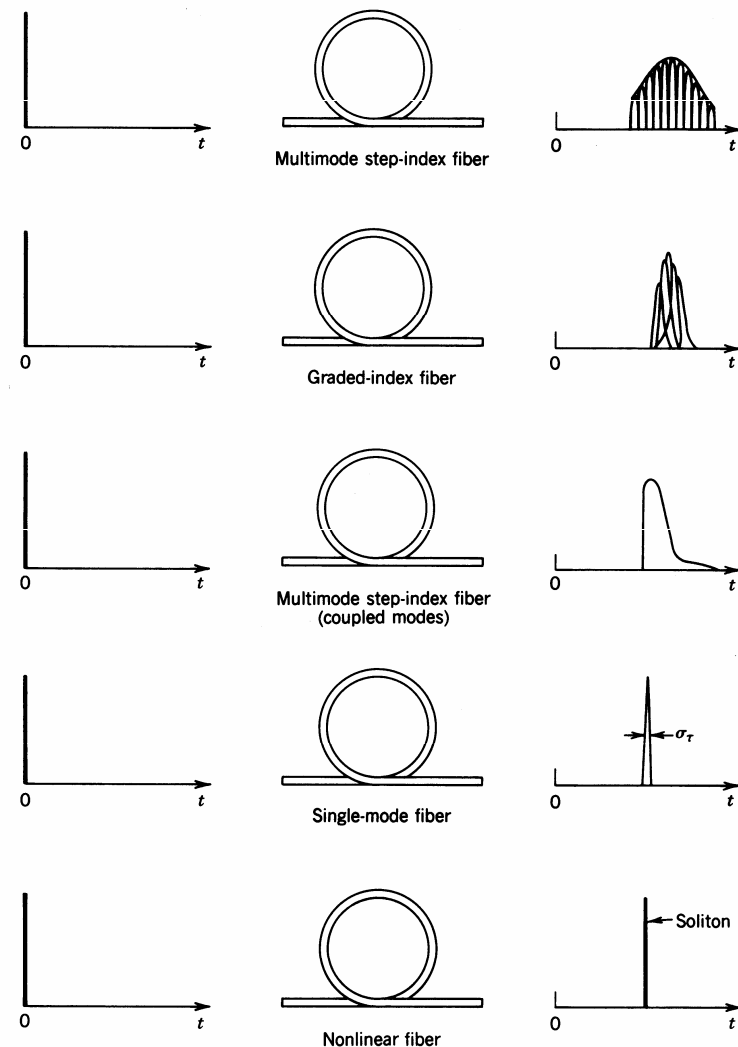 0
t
Multimode step-index fiber
0
t
0
t
Graded-index fiber
0
t
0
t
Multimode step-index fiber
(coupled modes)
0
t
0
t
Single-mode fiber
στ
0
t
0
t
Nonlinear fiber
Soliton
0
t